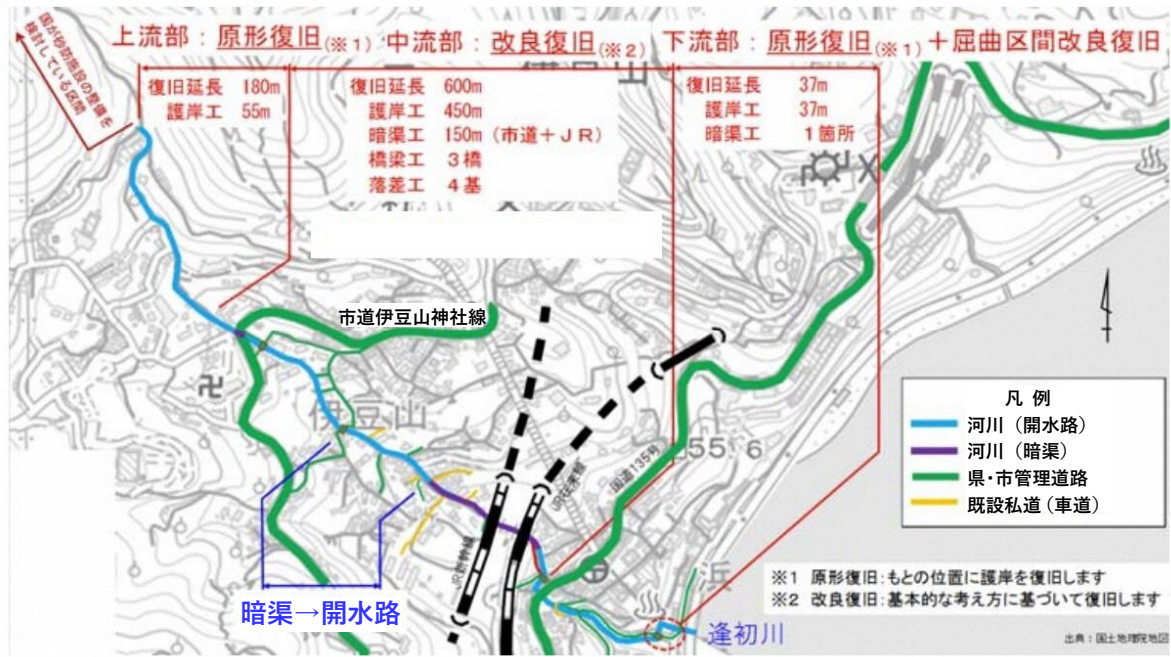 国が砂防施設の整備を
検討している区間
上流部：原形復旧(※1)
中流部：改良復旧(※2)
下流部：原形復旧(※1)＋屈曲区間改良復旧
復旧延長 180m
護岸工 55m
復旧延長 600m
護岸工 450m
暗渠工 150m (市道＋ＪＲ)
橋梁工 ３橋
落差工 ４基
復旧延長 37m
護岸工 37m
暗渠工 １箇所
市道伊豆山神社線
伊豆山
55.6
国道135号
JR在来線
JR新幹線
浜
暗渠→開水路
逢初川
凡 例
河川（開水路）
河川（暗渠）
県・市管理道路
既設私道（車道）
※1 原形復旧：もとの位置に護岸を復旧します
※2 改良復旧：基本的な考え方に基づいて復旧します
出典：国土地理院地図